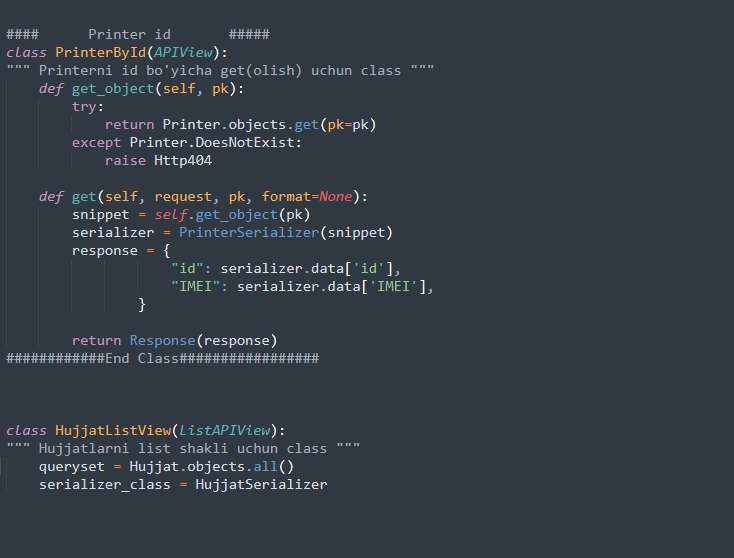 ####      Printer id       #####
class PrinterById(APIView):
""" Printerni id bo'yicha get(olish) uchun class """
    def get_object(self, pk):
        try:
            return Printer.objects.get(pk=pk)
        except Printer.DoesNotExist:
            raise Http404
    def get(self, request, pk, format=None):
        snippet = self.get_object(pk)
        serializer = PrinterSerializer(snippet)
        response = {
                    "id": serializer.data['id'],
                    "IMEI": serializer.data['IMEI'],
                }
        return Response(response)
############End Class#################
class HujjatListView(ListAPIView):
""" Hujjatlarni list shakli uchun class """
    queryset = Hujjat.objects.all()
    serializer_class = HujjatSerializer